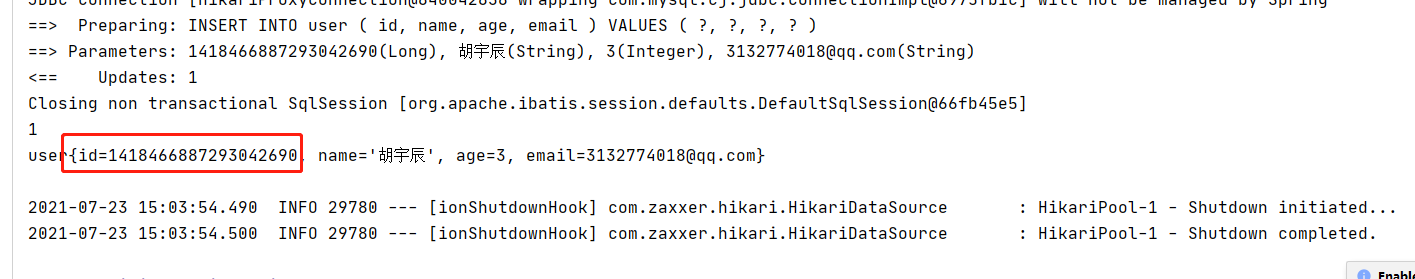 ==>  Preparing: INSERT INTO user ( id, name, age, email ) VALUES ( ?, ?, ?, ? )
==> Parameters: 1418466887293042690(Long), 胡宇辰(String), 3(Integer), 3132774018@qq.com(String)
<==    Updates: 1
Closing non transactional SqlSession [org.apache.ibatis.session.defaults.DefaultSqlSession@66fb45e5]
1
user{id=1418466887293042690, name='胡宇辰', age=3, email=3132774018@qq.com}
2021-07-23 15:03:54.490  INFO 29780 --- [ionShutdownHook] com.zaxxer.hikari.HikariDataSource       : HikariPool-1 - Shutdown initiated...
2021-07-23 15:03:54.500  INFO 29780 --- [ionShutdownHook] com.zaxxer.hikari.HikariDataSource       : HikariPool-1 - Shutdown completed.